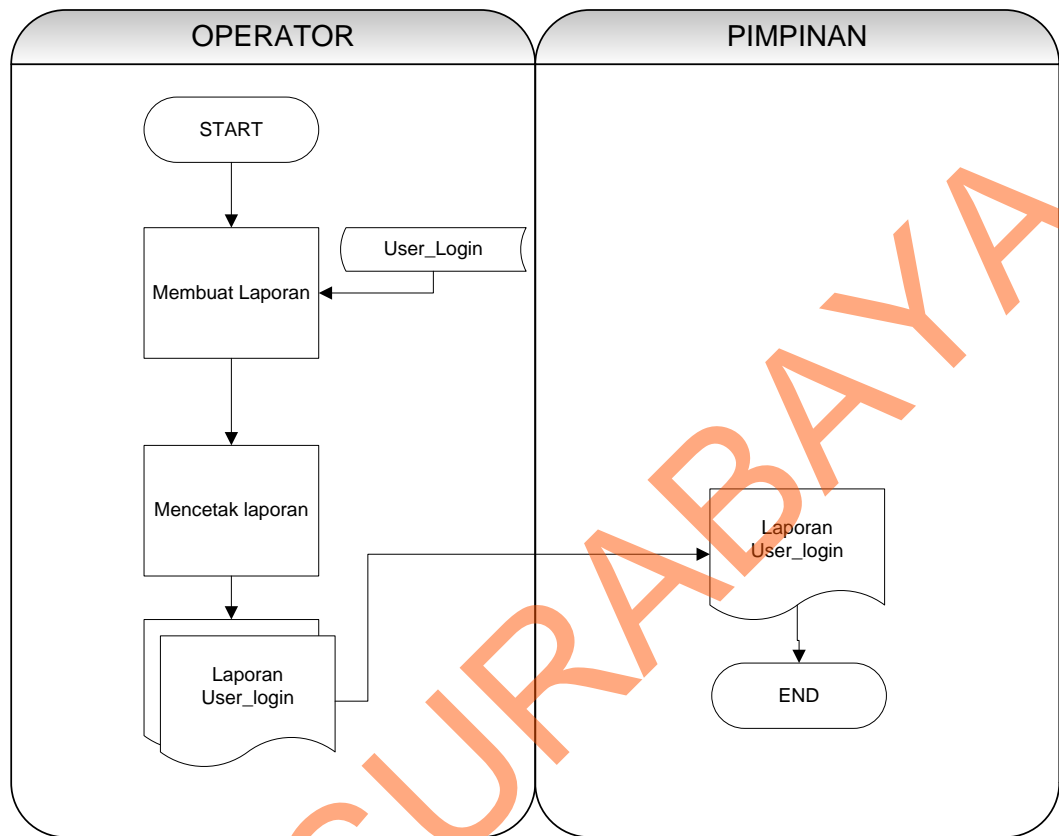 OPERATOR
PIMPINAN
START
User_Login
Membuat Laporan
Mencetak laporan
Laporan
User_login
Laporan
User_login
END
SURABAYA